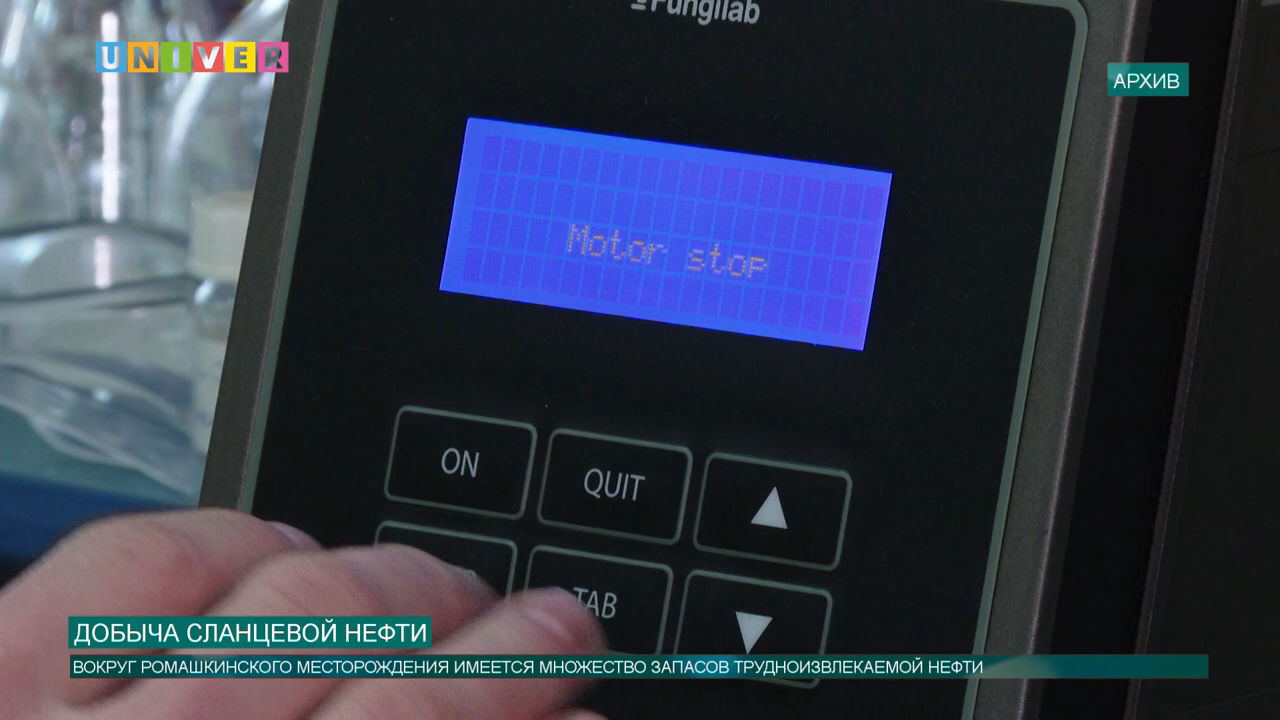 Fungilab
UNIVER
АРХИВ
Motor stop
ON
QUIT
TAB
ДОБЫЧА СЛАНЦЕВОЙ НЕФТИ
ВОКРУГ РОМАШКИНСКОГО МЕСТОРОЖДЕНИЯ ИМЕЕТСЯ МНОЖЕСТВО ЗАПАСОВ ТРУДНОИЗВЛЕКАЕМОЙ НЕФТИ